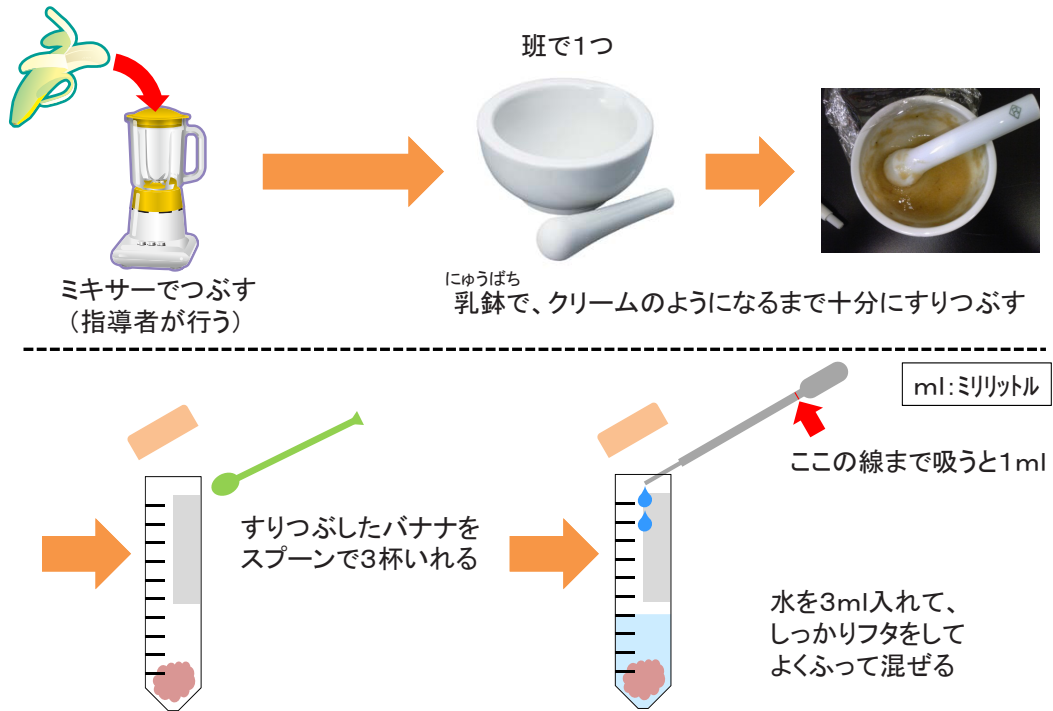 班で1つ
ミキサーでつぶす
(指導者が行う)
にゅうばち
乳鉢で、クリームのようになるまで十分にすりつぶす
ml:ミリリットル
ここの線まで吸うと1ml
すりつぶしたバナナを
スプーンで3杯いれる
水を3ml入れて、
しっかりフタをして
よくふって混ぜる